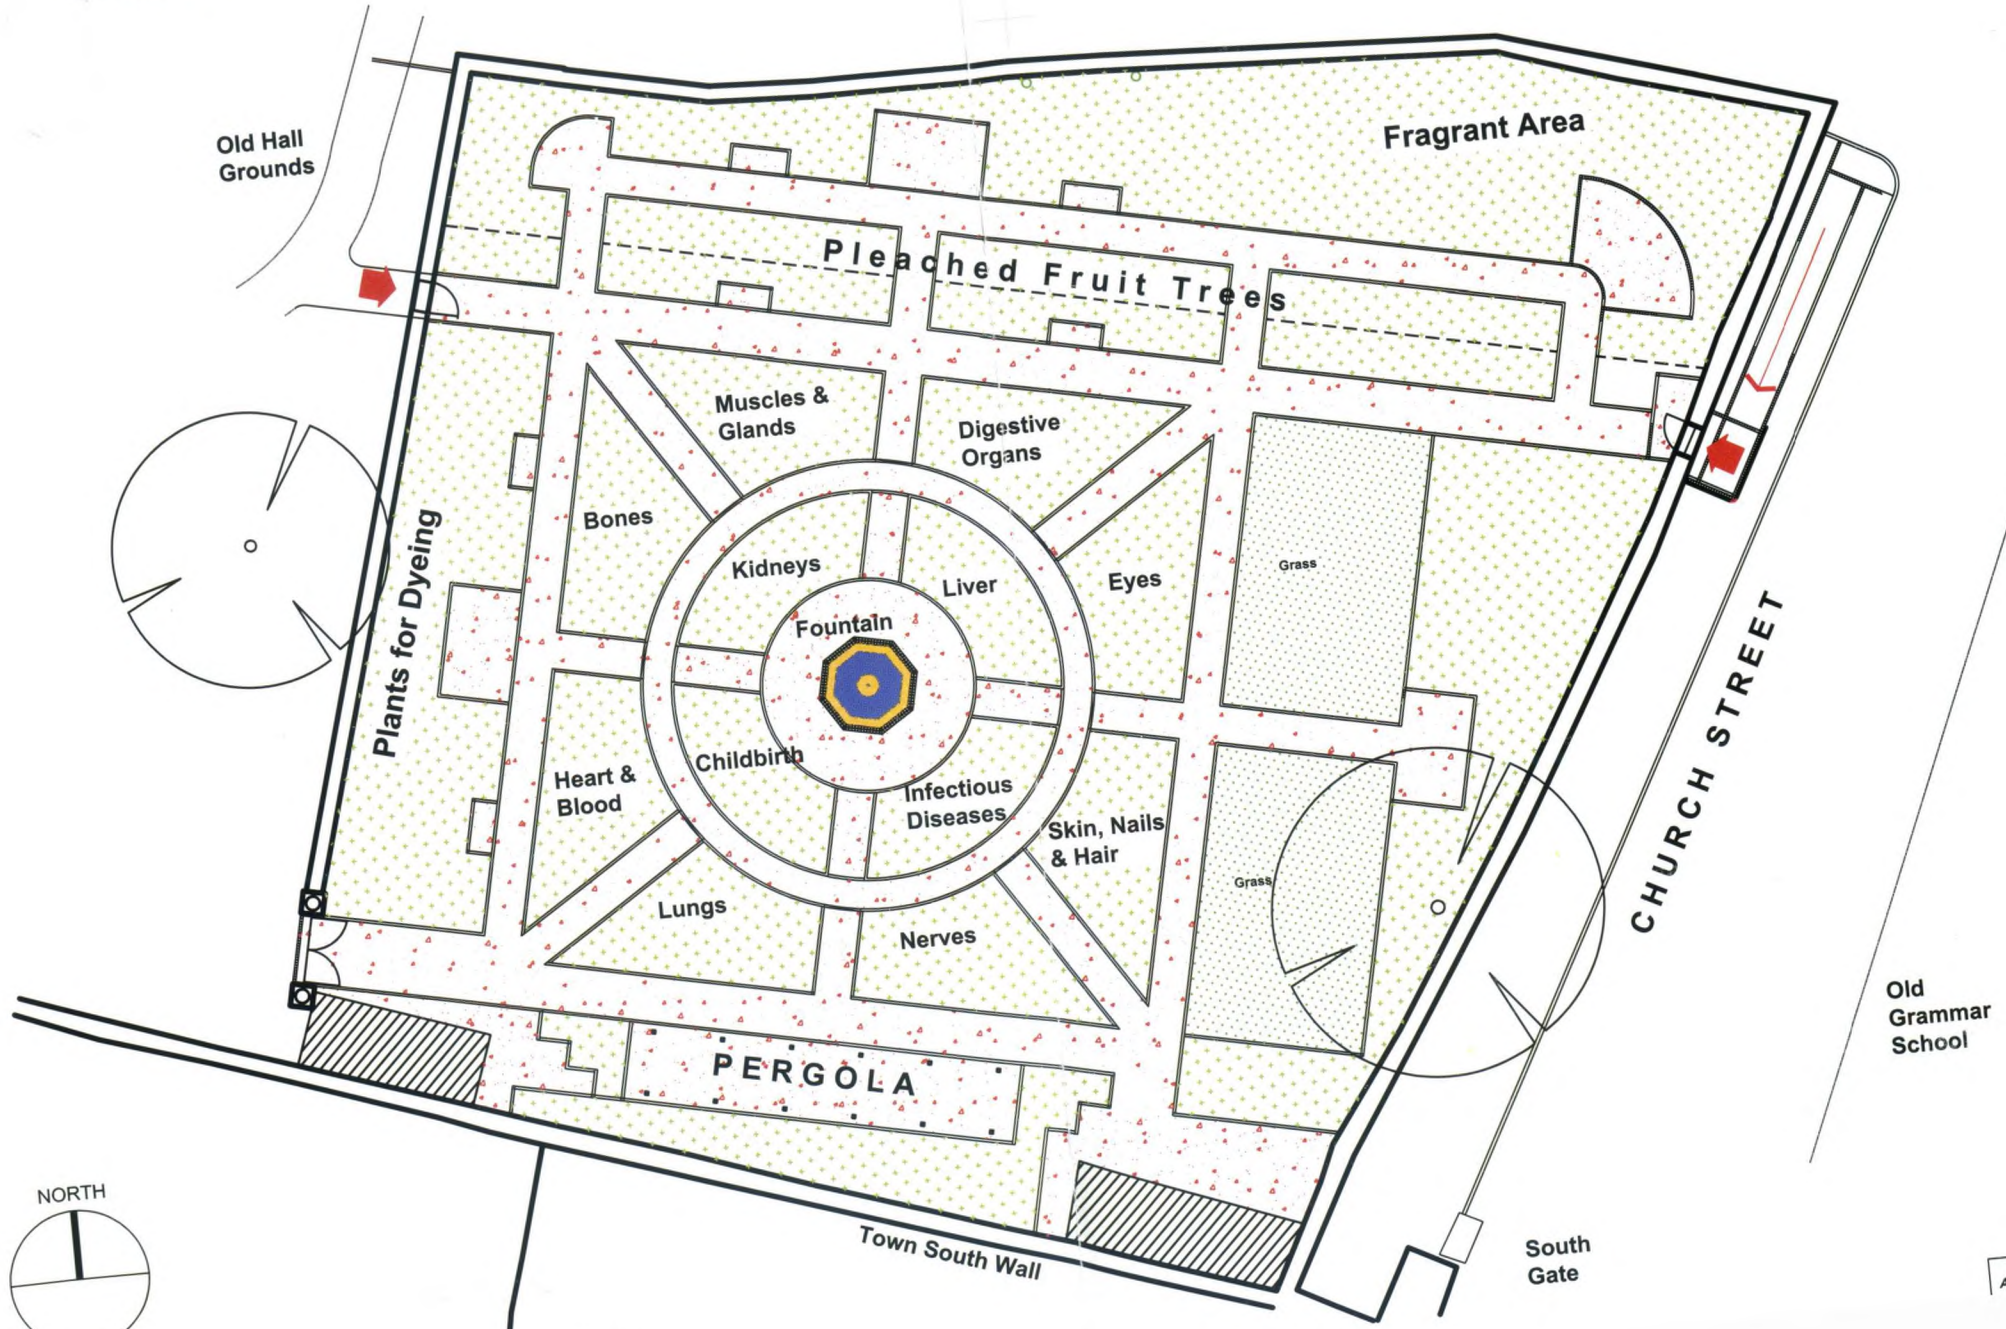 Fragrant Area
Old Hall
Grounds
Pleached Fruit Trees
Muscles &
Glands
Digestive
Organs
Bones
Kidneys
Liver
Eyes
Grass
Fountain
Plants for Dyeing
Heart &
Blood
Childbirth
Infectious
Diseases
Skin, Nails
& Hair
Grass
Lungs
Nerves
CHURCH STREET
Old
Grammar
School
PERGOLA
NORTH
Town South Wall
South
Gate